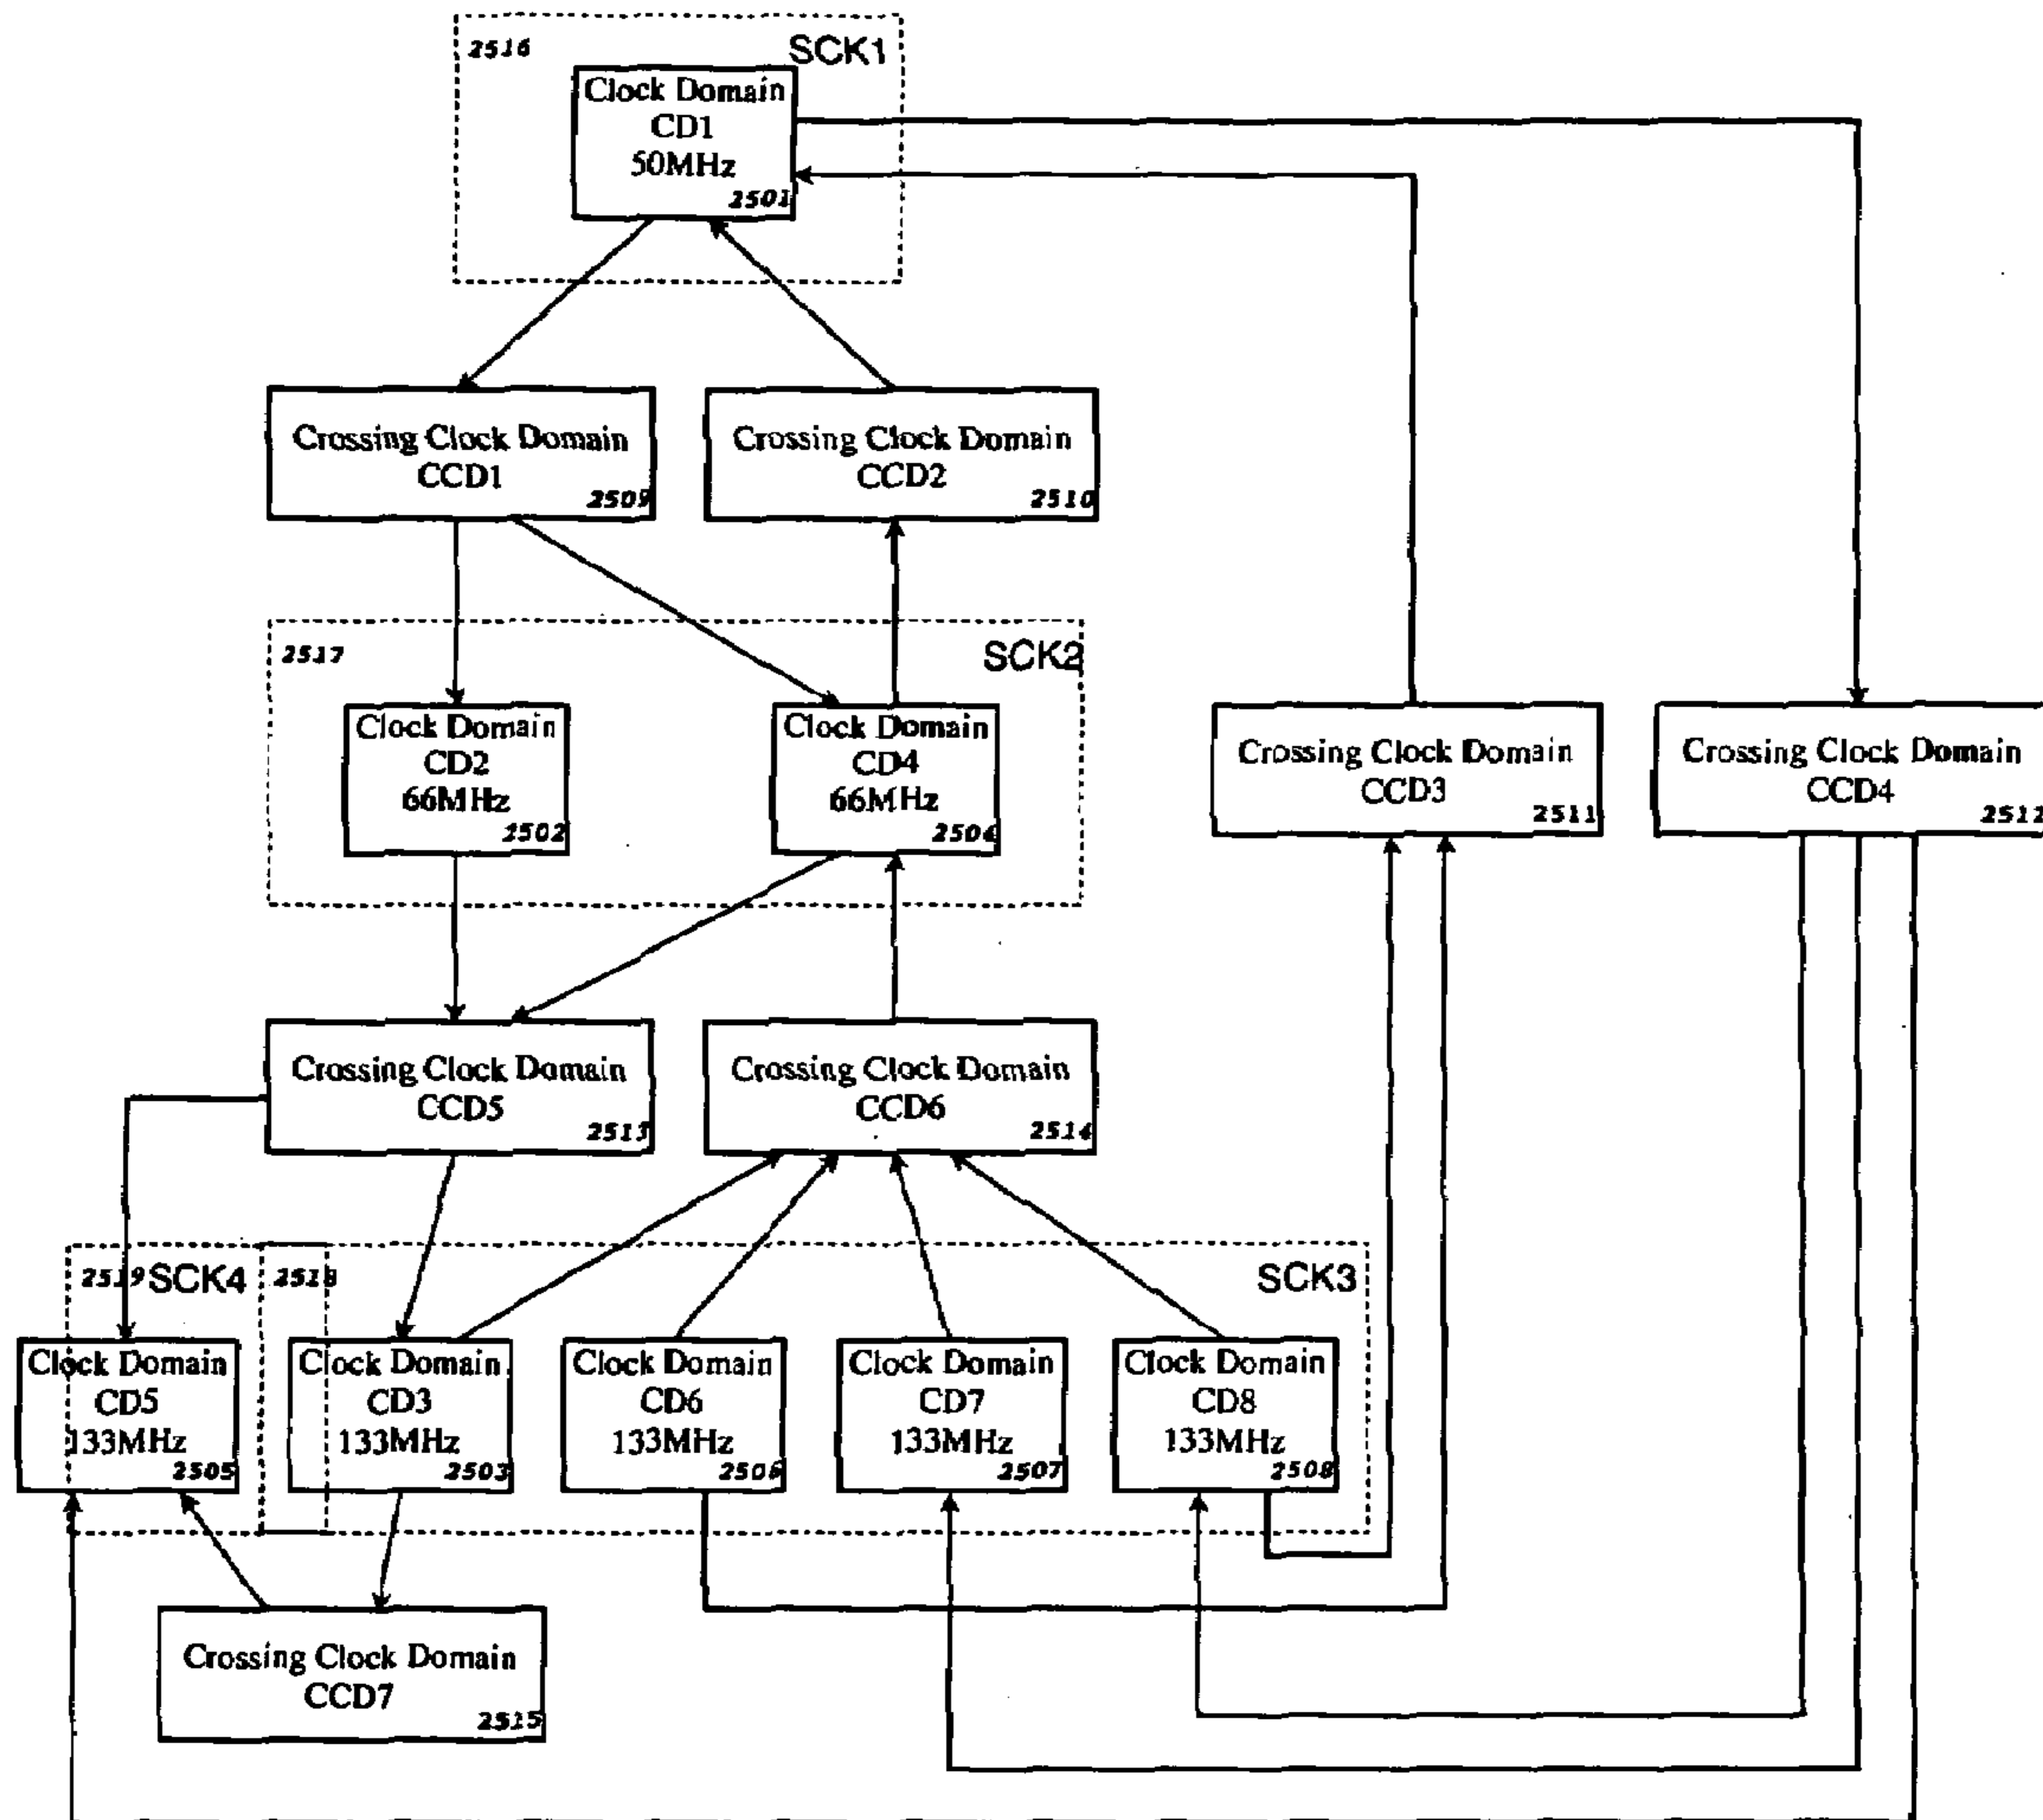 2516
SCK1
Clock Domain
CD1
50MHz
2501
Crossing Clock Domain
CCD1
2509
Crossing Clock Domain
CCD2
2510
2517
SCK2
Clock Domain
CD2
66MHz
2502
Clock Domain
CD4
66MHz
2504
Crossing Clock Domain
CCD3
2511
Crossing Clock Domain
CCD4
2512
Crossing Clock Domain
CCD5
2513
Crossing Clock Domain
CCD6
2514
2519
SCK4
2518
SCK3
Clock Domain
CD5
133MHz
2505
Clock Domain
CD3
133MHz
2503
Clock Domain
CD6
133MHz
2506
Clock Domain
CD7
133MHz
2507
Clock Domain
CD8
133MHz
2508
Crossing Clock Domain
CCD7
2515